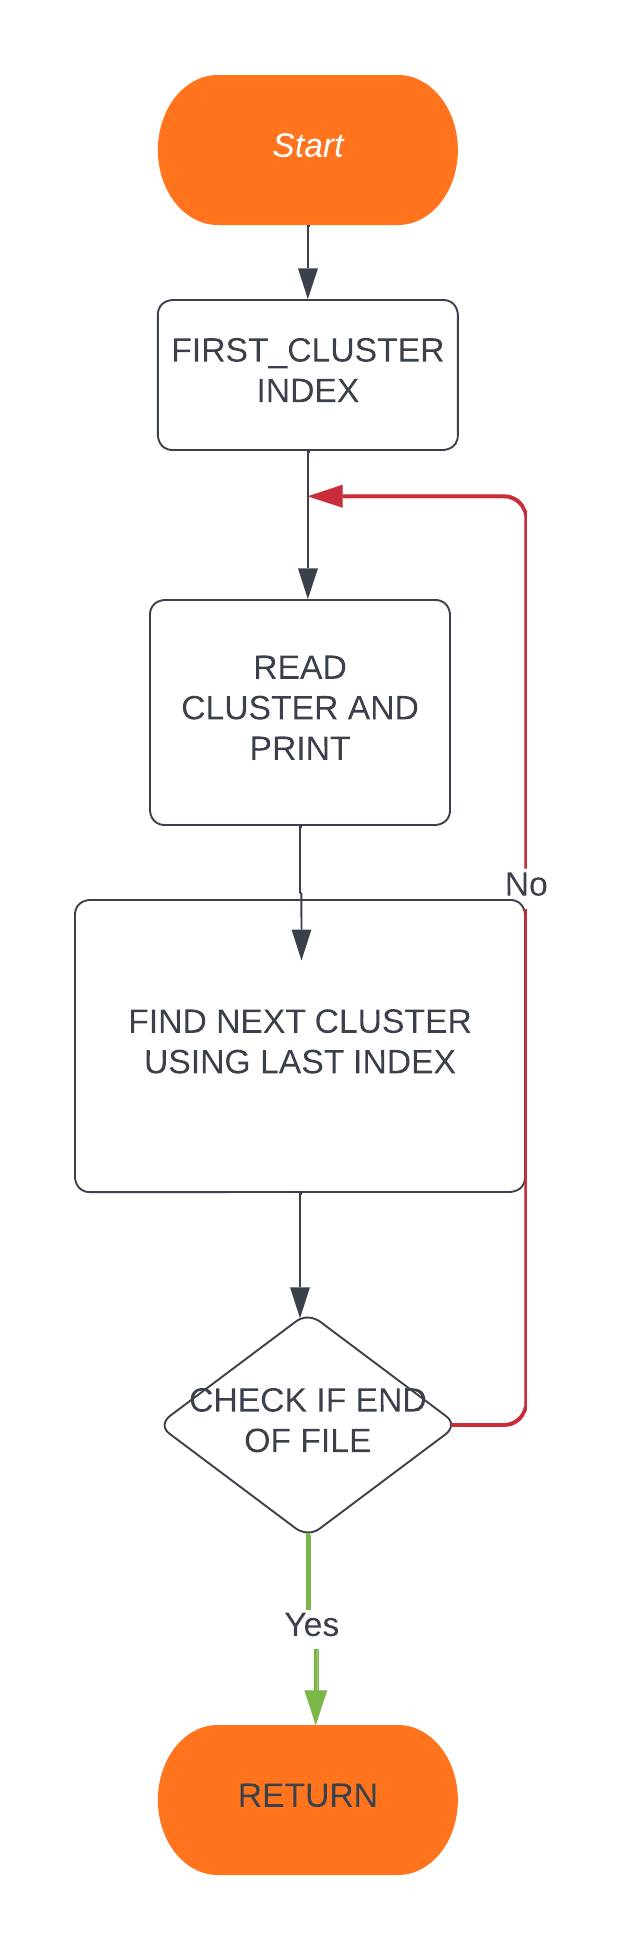 Start
FIRST_CLUSTER
INDEX
READ
CLUSTER AND
PRINT
No
FIND NEXT CLUSTER
USING LAST INDEX
CHECK IF END
OF FILE
Yes
RETURN